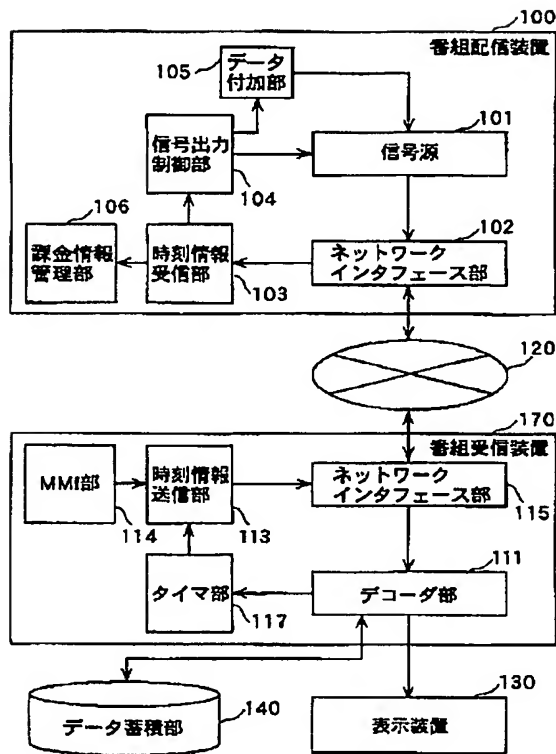 100
番組配信装置
105
データ
付加部
101
信号源
信号出力
制御部
104
106
課金情報
管理部
時刻情報
受信部
103
102
ネットワーク
インタフェース部
120
170
番組受信装置
MMI部
114
時刻情報
送信部
113
ネットワーク
インタフェース部
115
111
タイマ部
117
デコーダ部
データ蓄積部
140
130
表示装置